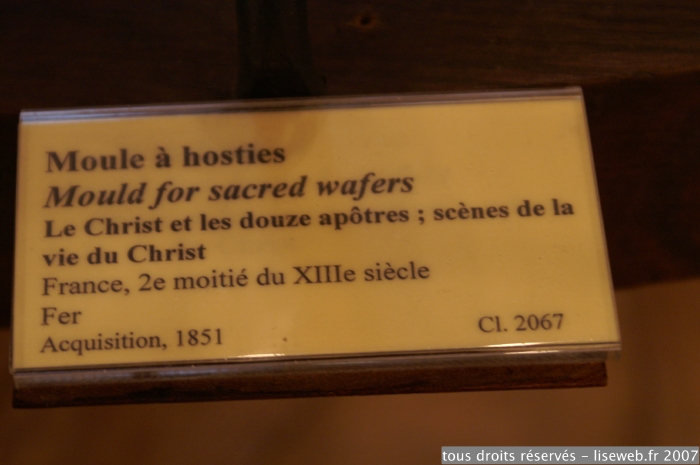 Moule à hosties
Mould for sacred wafers
Le Christ et les douze apôtres ; scènes de la
vie du Christ
France, 2e moitié du XIIIe siècle
Fer
Acquisition, 1851
Cl. 2067
tous droits réservés - liseweb.fr 2007